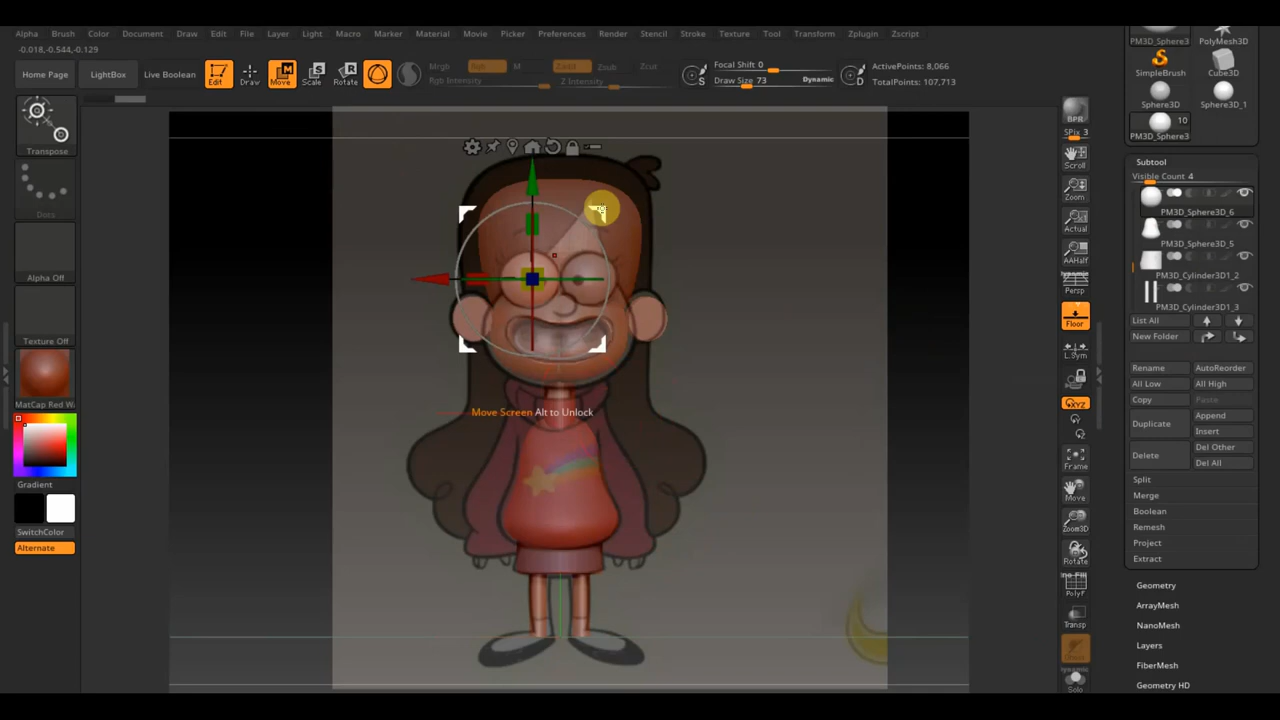 Alpha Brush Color Document Draw Edit File Layer Light Macro Marker Material Movie Picker Preferences Render Stencil Stroke Texture Tool Transform Zplugin Zscript
-0.018,-0.544,-0.129
Home Page LightBox Live Boolean Edit Draw Move Scale Rotate
Mrgb Rgb M Zadd Zsub Zcut
Rgb Intensity Z Intensity
Focal Shift 0
Draw Size 73 Dynamic
ActivePoints: 8,066
TotalPoints: 107,713
PM3D_Sphere3 PolyMesh3D
SimpleBrush Cube3D
Sphere3D Sphere3D_1
10
PM3D_Sphere3
Transpose
Dots
Alpha Off
Texture Off
MatCap Red W
Gradient
SwitchColor
Alternate
Move Screen Alt to Unlock
BPR
SPix 3
Scroll
Zoom
Actual
AAHalf
Dynamic
Persp
Floor
L.Sym
XYZ
Frame
Move
Zoom3D
Rotate
PolyF
Transp
Dynamic
Solo
Subtool
Visible Count 4
PM3D_Sphere3D_6
PM3D_Sphere3D_5
PM3D_Cylinder3D1_2
PM3D_Cylinder3D1_3
List All
New Folder
Rename AutoReorder
All Low All High
Copy Paste
Duplicate Append
Insert
Delete Del Other
Del All
Split
Merge
Boolean
Remesh
Project
Extract
Geometry
ArrayMesh
NanoMesh
Layers
FiberMesh
Geometry HD